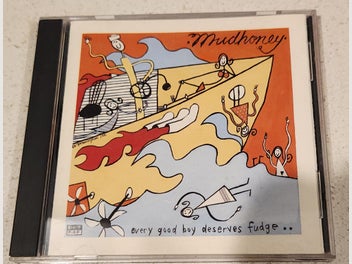 Mudhoney.
every good boy deserves fudge ..